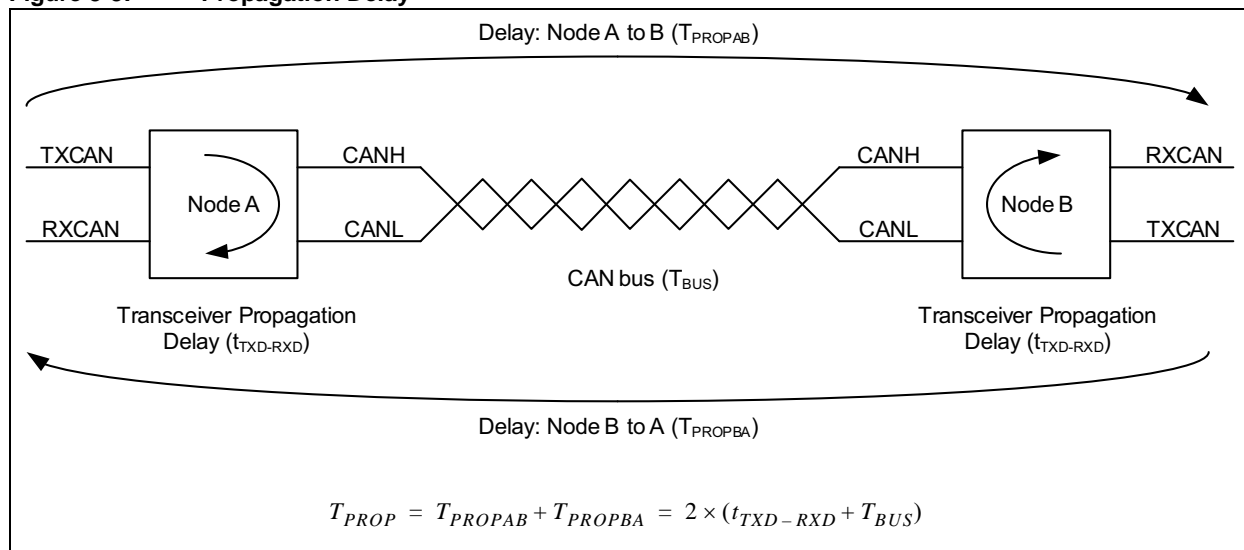 Delay: Node A to B (TPROPAB)
TXCAN CANH CANH RXCAN
Node A Node B
RXCAN CANL CANL TXCAN
CAN bus (TBUS)
Transceiver Propagation Transceiver Propagation
Delay (tTXD-RXD) Delay (tTXD-RXD)
Delay: Node B to A (TPROPBA)
TPROP = TPROPAB + TPROPBA = 2 × (tTXD – RXD + TBUS)